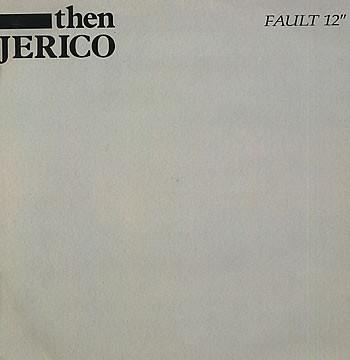 then
JERICO
FAULT 12"